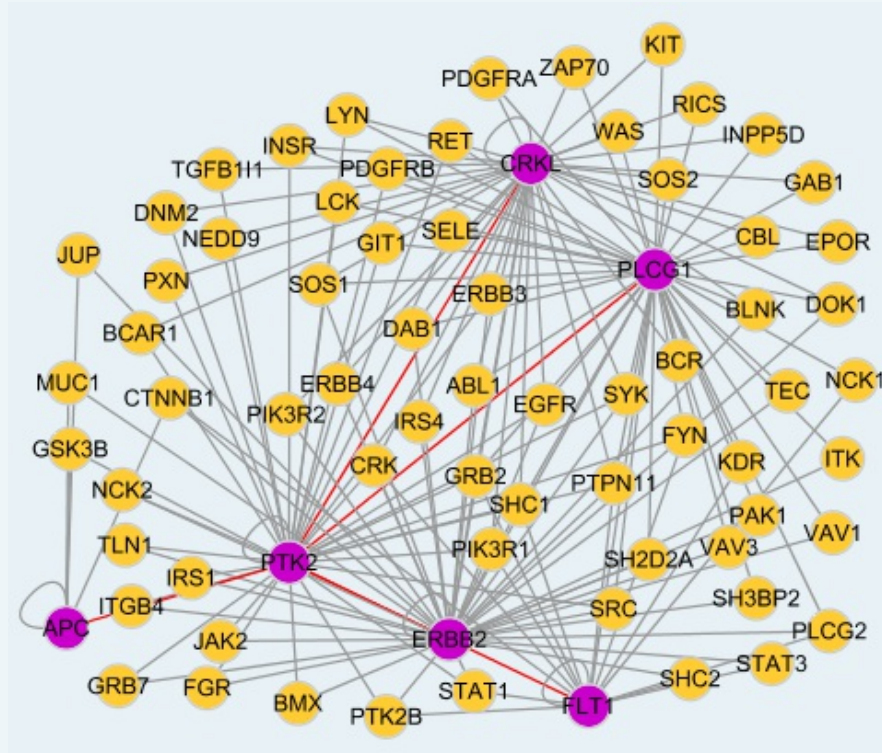 KIT
ZAP70
PDGFRA
RICS
LYN
WAS
INPP5D
RET
INSR
CRKL
TGFB1I1
PDGFRB
SOS2
GAB1
LCK
DNM2
SELE
CBL
EPOR
NEDD9
GIT1
JUP
PLCG1
PXN
SOS1
ERBB3
DOK1
BLNK
BCAR1
DAB1
BCR
MUC1
ERBB4
ABL1
NCK1
CTNNB1
SYK
TEC
EGFR
PIK3R2
IRS4
FYN
GSK3B
ITK
CRK
KDR
GRB2
NCK2
PTPN11
SHC1
PAK1
VAV1
TLN1
PIK3R1
VAV3
PTK2
SH2D2A
IRS1
SH3BP2
ITGB4
SRC
APC
PLCG2
JAK2
ERBB2
STAT3
SHC2
GRB7
FGR
STAT1
BMX
FLT1
PTK2B